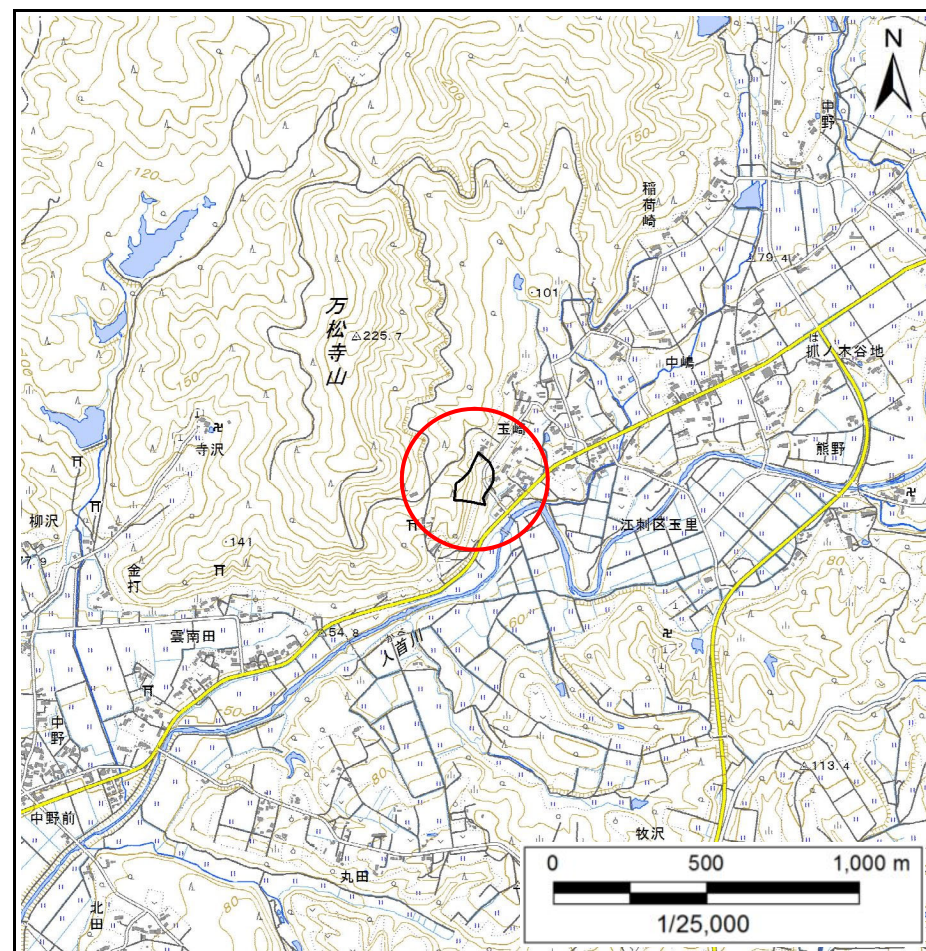 N
200
中野
150
120
稲荷崎
79.4
万松寺山
225.7
101
70
は
抓ノ木谷地
中嶋
150
玉崎
寺沢
熊野
柳沢
江刺区玉里
141
金打
60
雲南田
54.8
人首川
50
中野
80
113.4
中野前
牧沢
丸田
北田
80
0 500 1,000 m
1/25,000